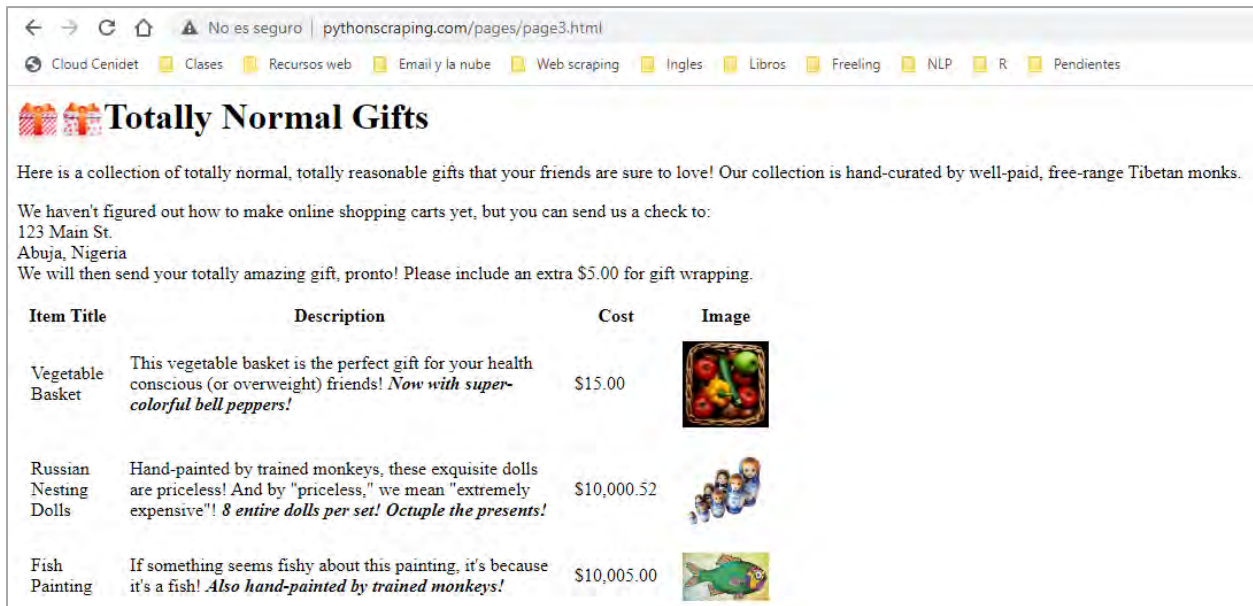 No es seguro | pythonscraping.com/pages/page3.html
Cloud Cenidet Clases Recursos web Email y la nube Web scraping Ingles Libros Freeling NLP R Pendientes
Totally Normal Gifts
Here is a collection of totally normal, totally reasonable gifts that your friends are sure to love! Our collection is hand-curated by well-paid, free-range Tibetan monks.
We haven't figured out how to make online shopping carts yet, but you can send us a check to:
123 Main St.
Abuja, Nigeria
We will then send your totally amazing gift, pronto! Please include an extra $5.00 for gift wrapping.
Item Title Description Cost Image
Vegetable
Basket
This vegetable basket is the perfect gift for your health
conscious (or overweight) friends! Now with super-
colorful bell peppers!
$15.00
Russian
Nesting
Dolls
Hand-painted by trained monkeys, these exquisite dolls
are priceless! And by "priceless," we mean "extremely
expensive"! 8 entire dolls per set! Octuple the presents!
$10,000.52
Fish
Painting
If something seems fishy about this painting, it's because
it's a fish! Also hand-painted by trained monkeys!
$10,005.00